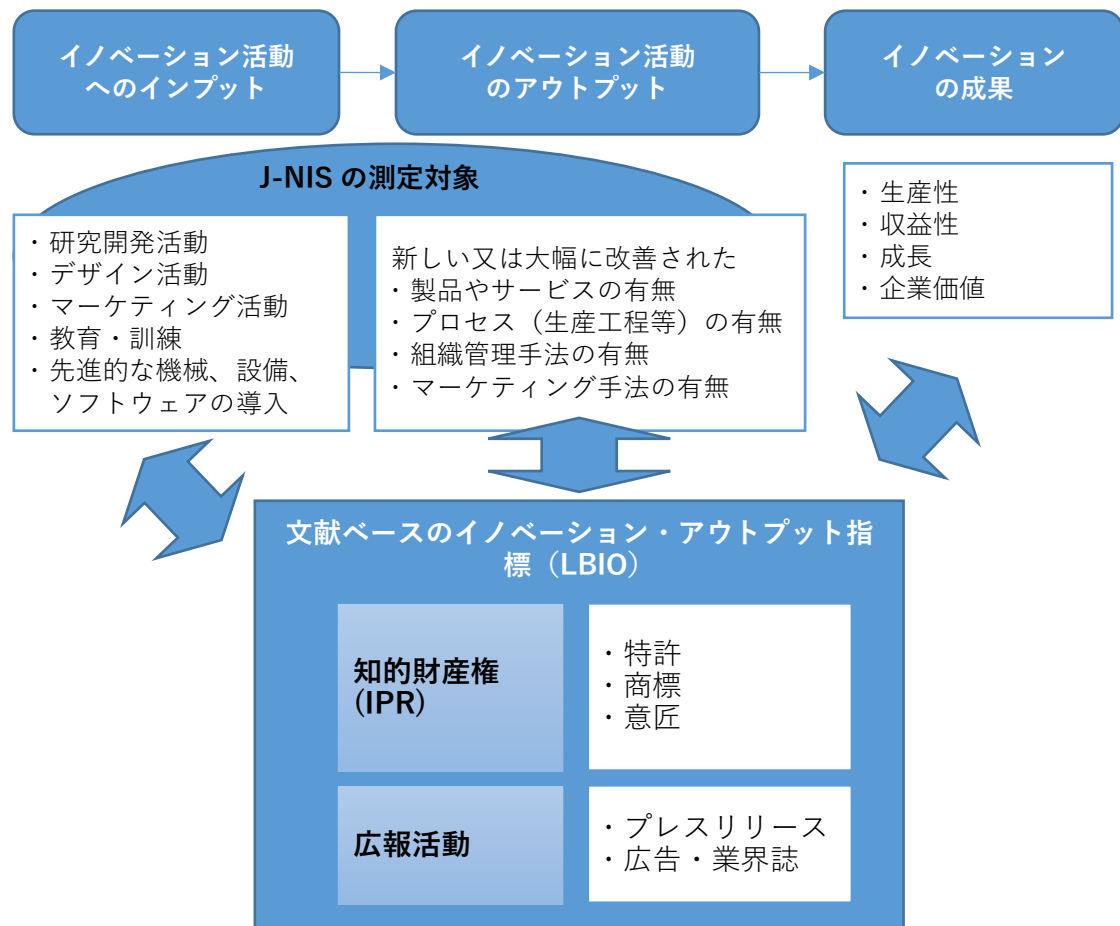 イノベーション活動
へのインプット
イノベーション活動
のアウトプット
イノベーション
の成果
J-NIS の測定対象
・研究開発活動
・デザイン活動
・マーケティング活動
・教育・訓練
・先進的な機械、設備、
ソフトウェアの導入
新しい又は大幅に改善された
・製品やサービスの有無
・プロセス（生産工程等）の有無
・組織管理手法の有無
・マーケティング手法の有無
・生産性
・収益性
・成長
・企業価値
文献ベースのイノベーション・アウトプット指
標（LBIO）
知的財産権
(IPR)
・特許
・商標
・意匠
広報活動
・プレスリリース
・広告・業界誌